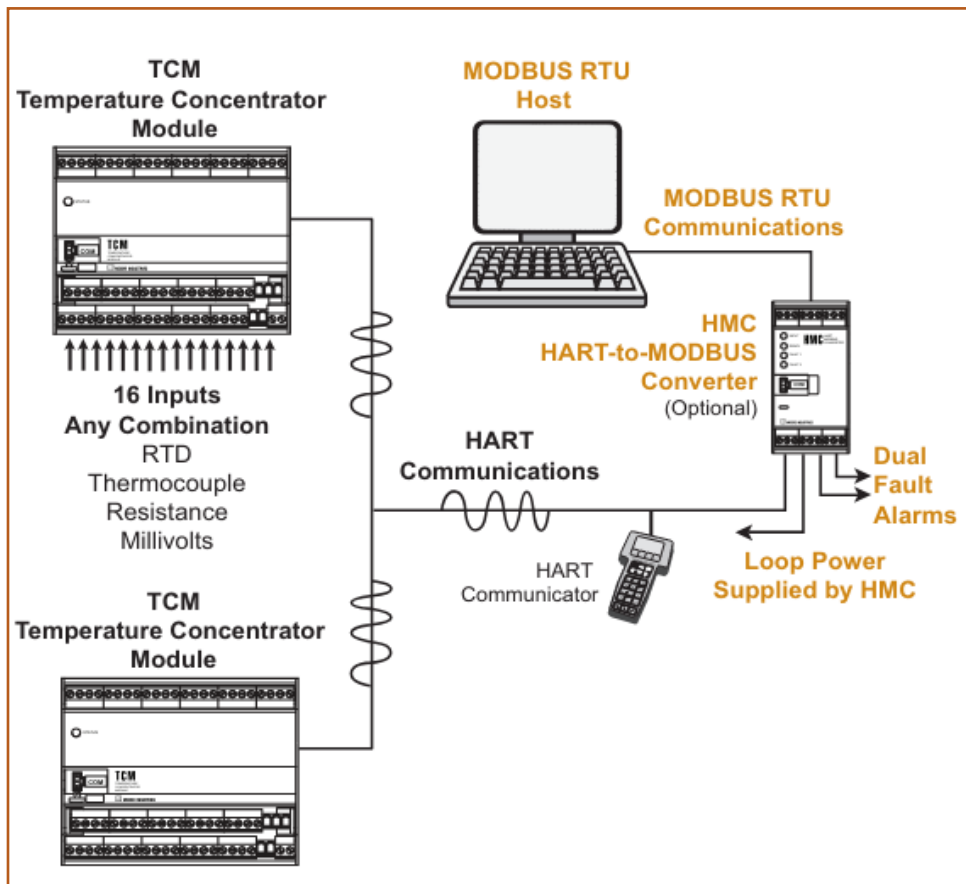 TCM
Temperature Concentrator
Module
COM
TCM
16 Inputs
Any Combination
RTD
Thermocouple
Resistance
Millivolts
MODBUS RTU
Host
MODBUS RTU
Communications
HMC
HART-to-MODBUS
Converter
(Optional)
HMC
Dual
Fault
Alarms
HART
Communications
HART
Communicator
Loop Power
Supplied by HMC
TCM
Temperature Concentrator
Module
COM
TCM